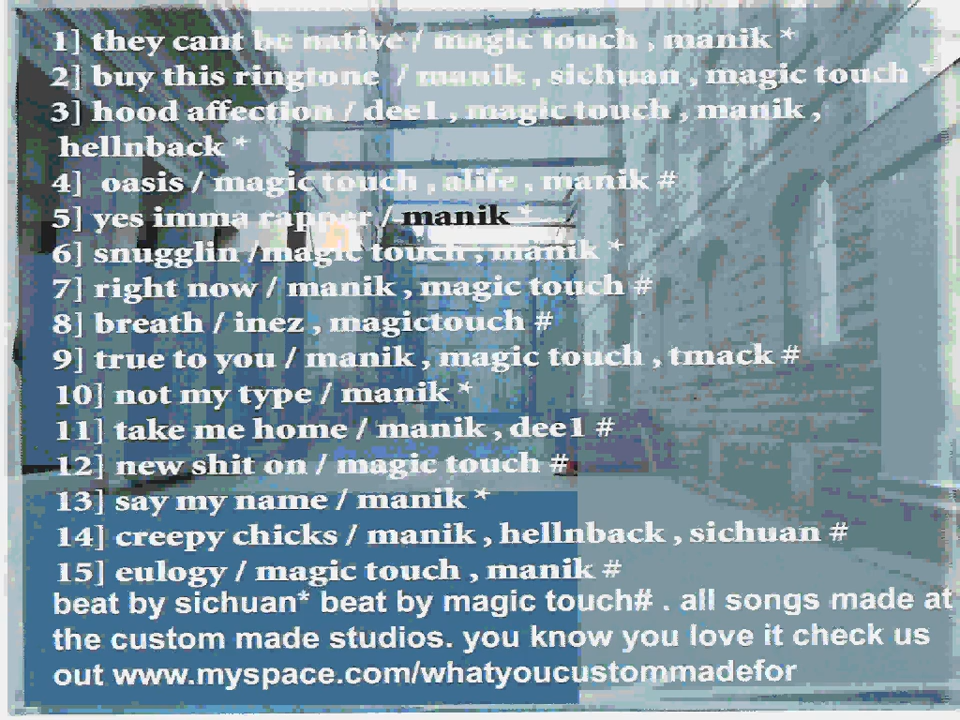 1] they cant be native / magic touch , manik *
2] buy this ringtone / manik , sichuan , magic touch *
3] hood affection / dee1 , magic touch , manik ,
hellnback *
4] oasis / magic touch , alife , manik #
5] yes imma rapper / manik *
6] snugglin /magic touch , manik *
7] right now / manik , magic touch #
8] breath / inez , magictouch #
9] true to you / manik , magic touch , tmack #
10] not my type / manik *
11] take me home / manik , dee1 #
12] new shit on / magic touch #
13] say my name / manik *
14] creepy chicks / manik , hellnback , sichuan #
15] eulogy / magic touch , manik #
beat by sichuan* beat by magic touch# . all songs made at
the custom made studios. you know you love it check us
out www.myspace.com/whatyoucustommadefor